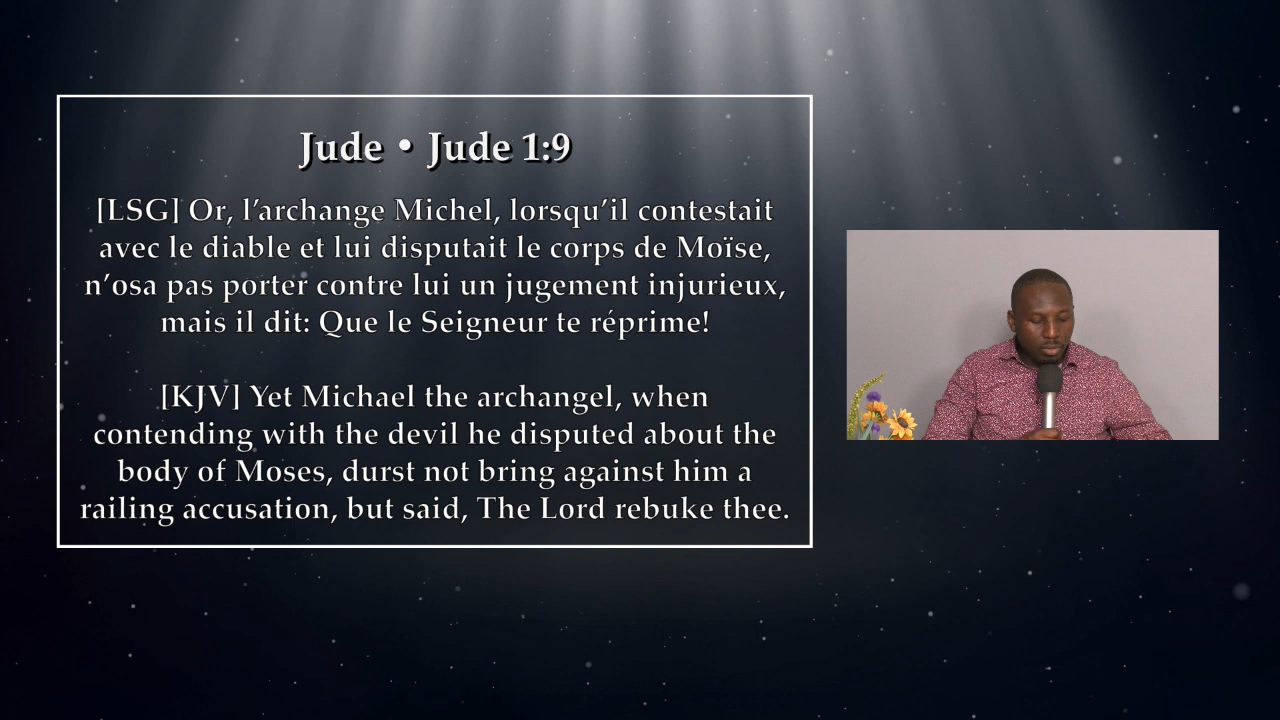 Jude • Jude 1:9
[LSG] Or, l’archange Michel, lorsqu’il contestait
avec le diable et lui disputait le corps de Moïse,
n’osa pas porter contre lui un jugement injurieux,
mais il dit: Que le Seigneur te réprime!
[KJV] Yet Michael the archangel, when
contending with the devil he disputed about the
body of Moses, durst not bring against him a
railing accusation, but said, The Lord rebuke thee.